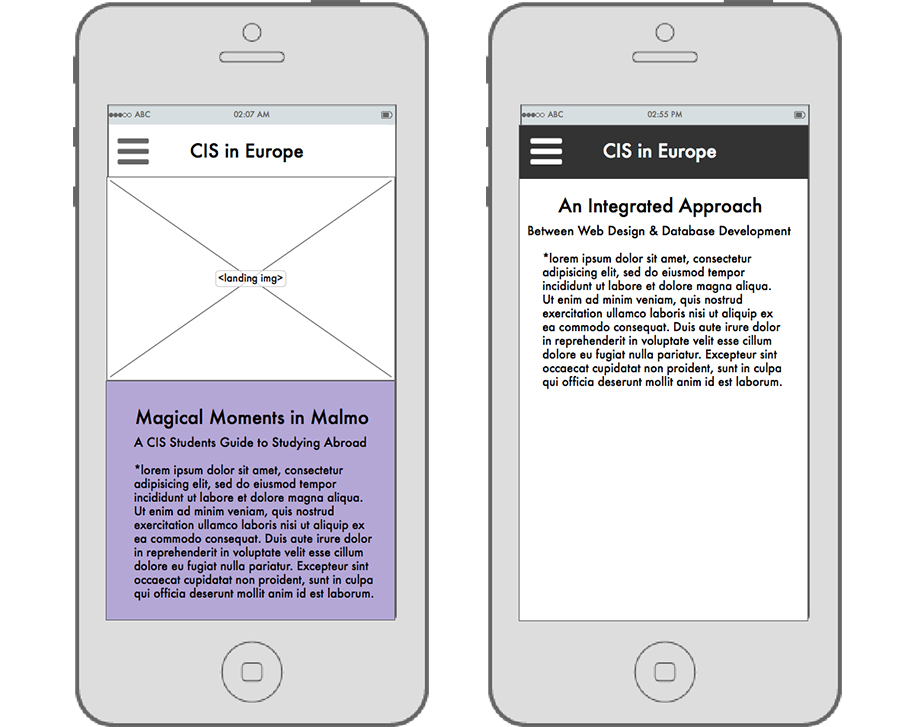 ABC 02:07 AM
CIS in Europe
<landing img>
Magical Moments in Malmo
A CIS Students Guide to Studying Abroad
*lorem ipsum dolor sit amet, consectetur
adipisicing elit, sed do eiusmod tempor
incididunt ut labore et dolore magna aliqua.
Ut enim ad minim veniam, quis nostrud
exercitation ullamco laboris nisi ut aliquip ex
ea commodo consequat. Duis aute irure dolor
in reprehenderit in voluptate velit esse cillum
dolore eu fugiat nulla pariatur. Excepteur sint
occaecat cupidatat non proident, sunt in culpa
qui officia deserunt mollit anim id est laborum.
ABC 02:55 PM
CIS in Europe
An Integrated Approach
Between Web Design & Database Development
*lorem ipsum dolor sit amet, consectetur
adipisicing elit, sed do eiusmod tempor
incididunt ut labore et dolore magna aliqua.
Ut enim ad minim veniam, quis nostrud
exercitation ullamco laboris nisi ut aliquip ex
ea commodo consequat. Duis aute irure dolor
in reprehenderit in voluptate velit esse cillum
dolore eu fugiat nulla pariatur. Excepteur sint
occaecat cupidatat non proident, sunt in culpa
qui officia deserunt mollit anim id est laborum.